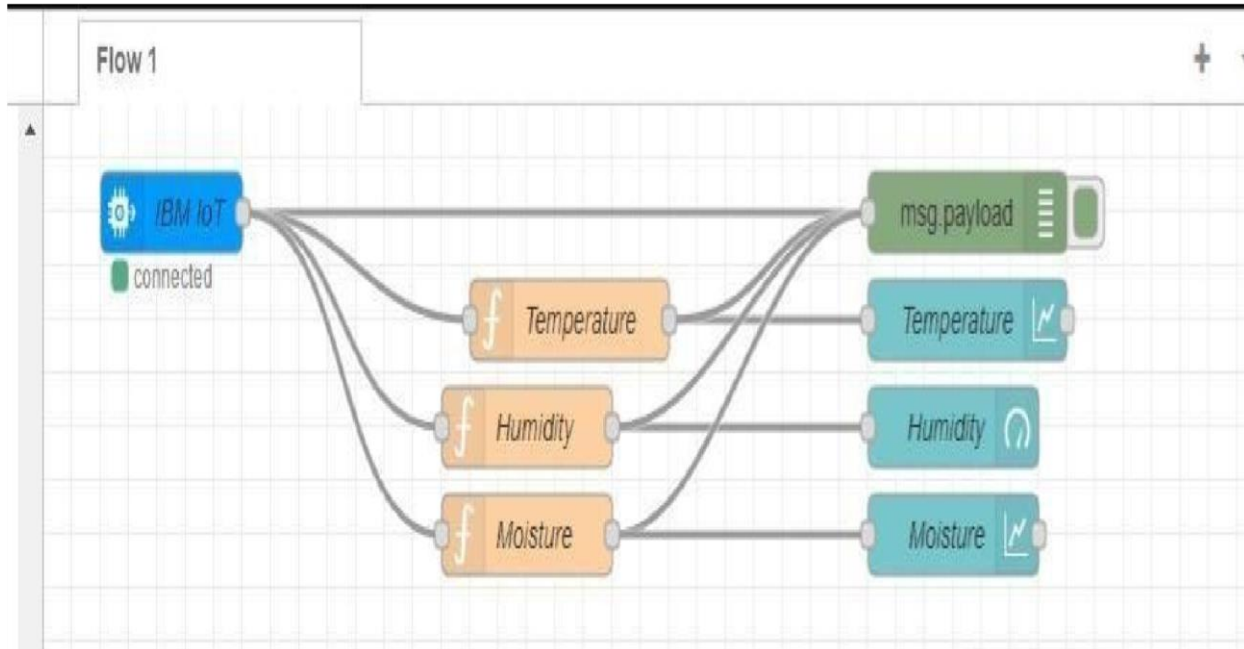 Flow 1
IBM IoT
connected
msg.payload
Temperature
Temperature
Humidity
Humidity
Moisture
Moisture